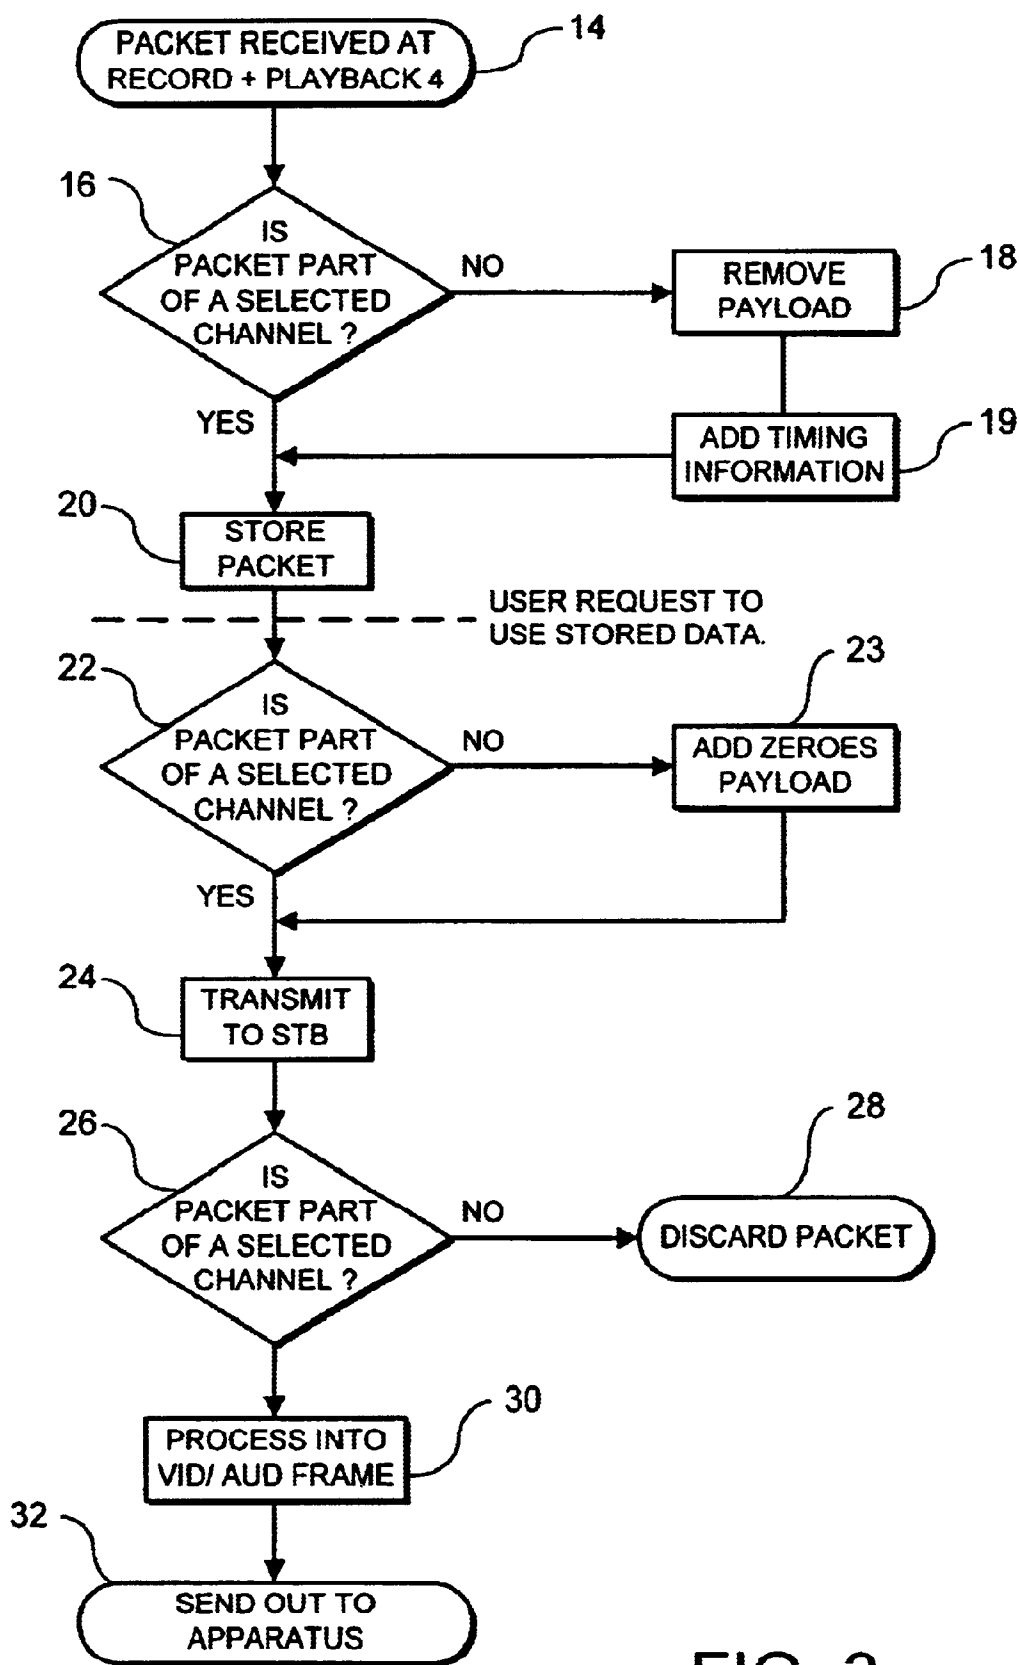 PACKET RECEIVED AT
RECORD + PLAYBACK 4
14
16
IS
PACKET PART
OF A SELECTED
CHANNEL ?
NO
REMOVE
PAYLOAD
18
YES
ADD TIMING
INFORMATION
19
20
STORE
PACKET
USER REQUEST TO
USE STORED DATA.
22
IS
PACKET PART
OF A SELECTED
CHANNEL ?
NO
23
ADD ZEROES
PAYLOAD
YES
24
TRANSMIT
TO STB
26
IS
PACKET PART
OF A SELECTED
CHANNEL ?
NO
28
DISCARD PACKET
30
PROCESS INTO
VID/ AUD FRAME
32
SEND OUT TO
APPARATUS
FIG.